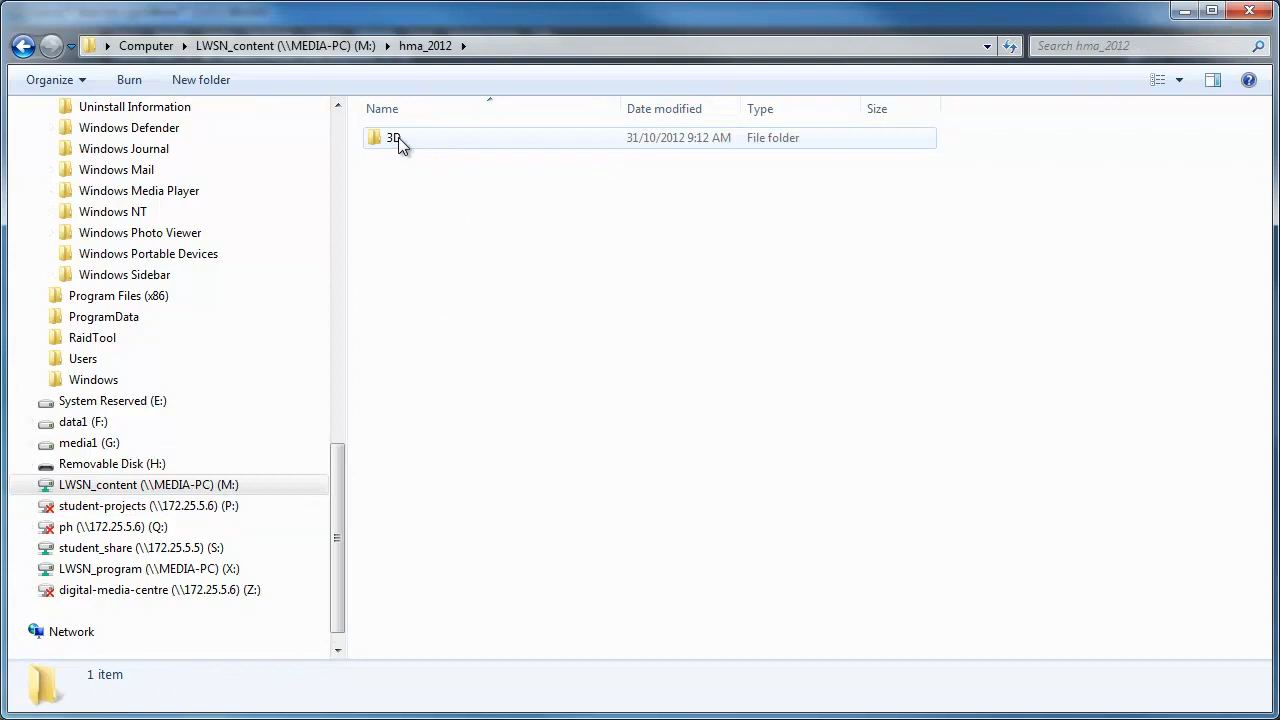 Computer LWSN_content (\\MEDIA-PC) (M:) hma_2012
Search hma_2012
Organize Burn New folder
Name Date modified Type Size
3D 31/10/2012 9:12 AM File folder
Uninstall Information
Windows Defender
Windows Journal
Windows Mail
Windows Media Player
Windows NT
Windows Photo Viewer
Windows Portable Devices
Windows Sidebar
Program Files (x86)
ProgramData
RaidTool
Users
Windows
System Reserved (E:)
data1 (F:)
media1 (G:)
Removable Disk (H:)
LWSN_content (\\MEDIA-PC) (M:)
student-projects (\\172.25.5.6) (P:)
ph (\\172.25.5.6) (Q:)
student_share (\\172.25.5.5) (S:)
LWSN_program (\\MEDIA-PC) (X:)
digital-media-centre (\\172.25.5.6) (Z:)
Network
1 item